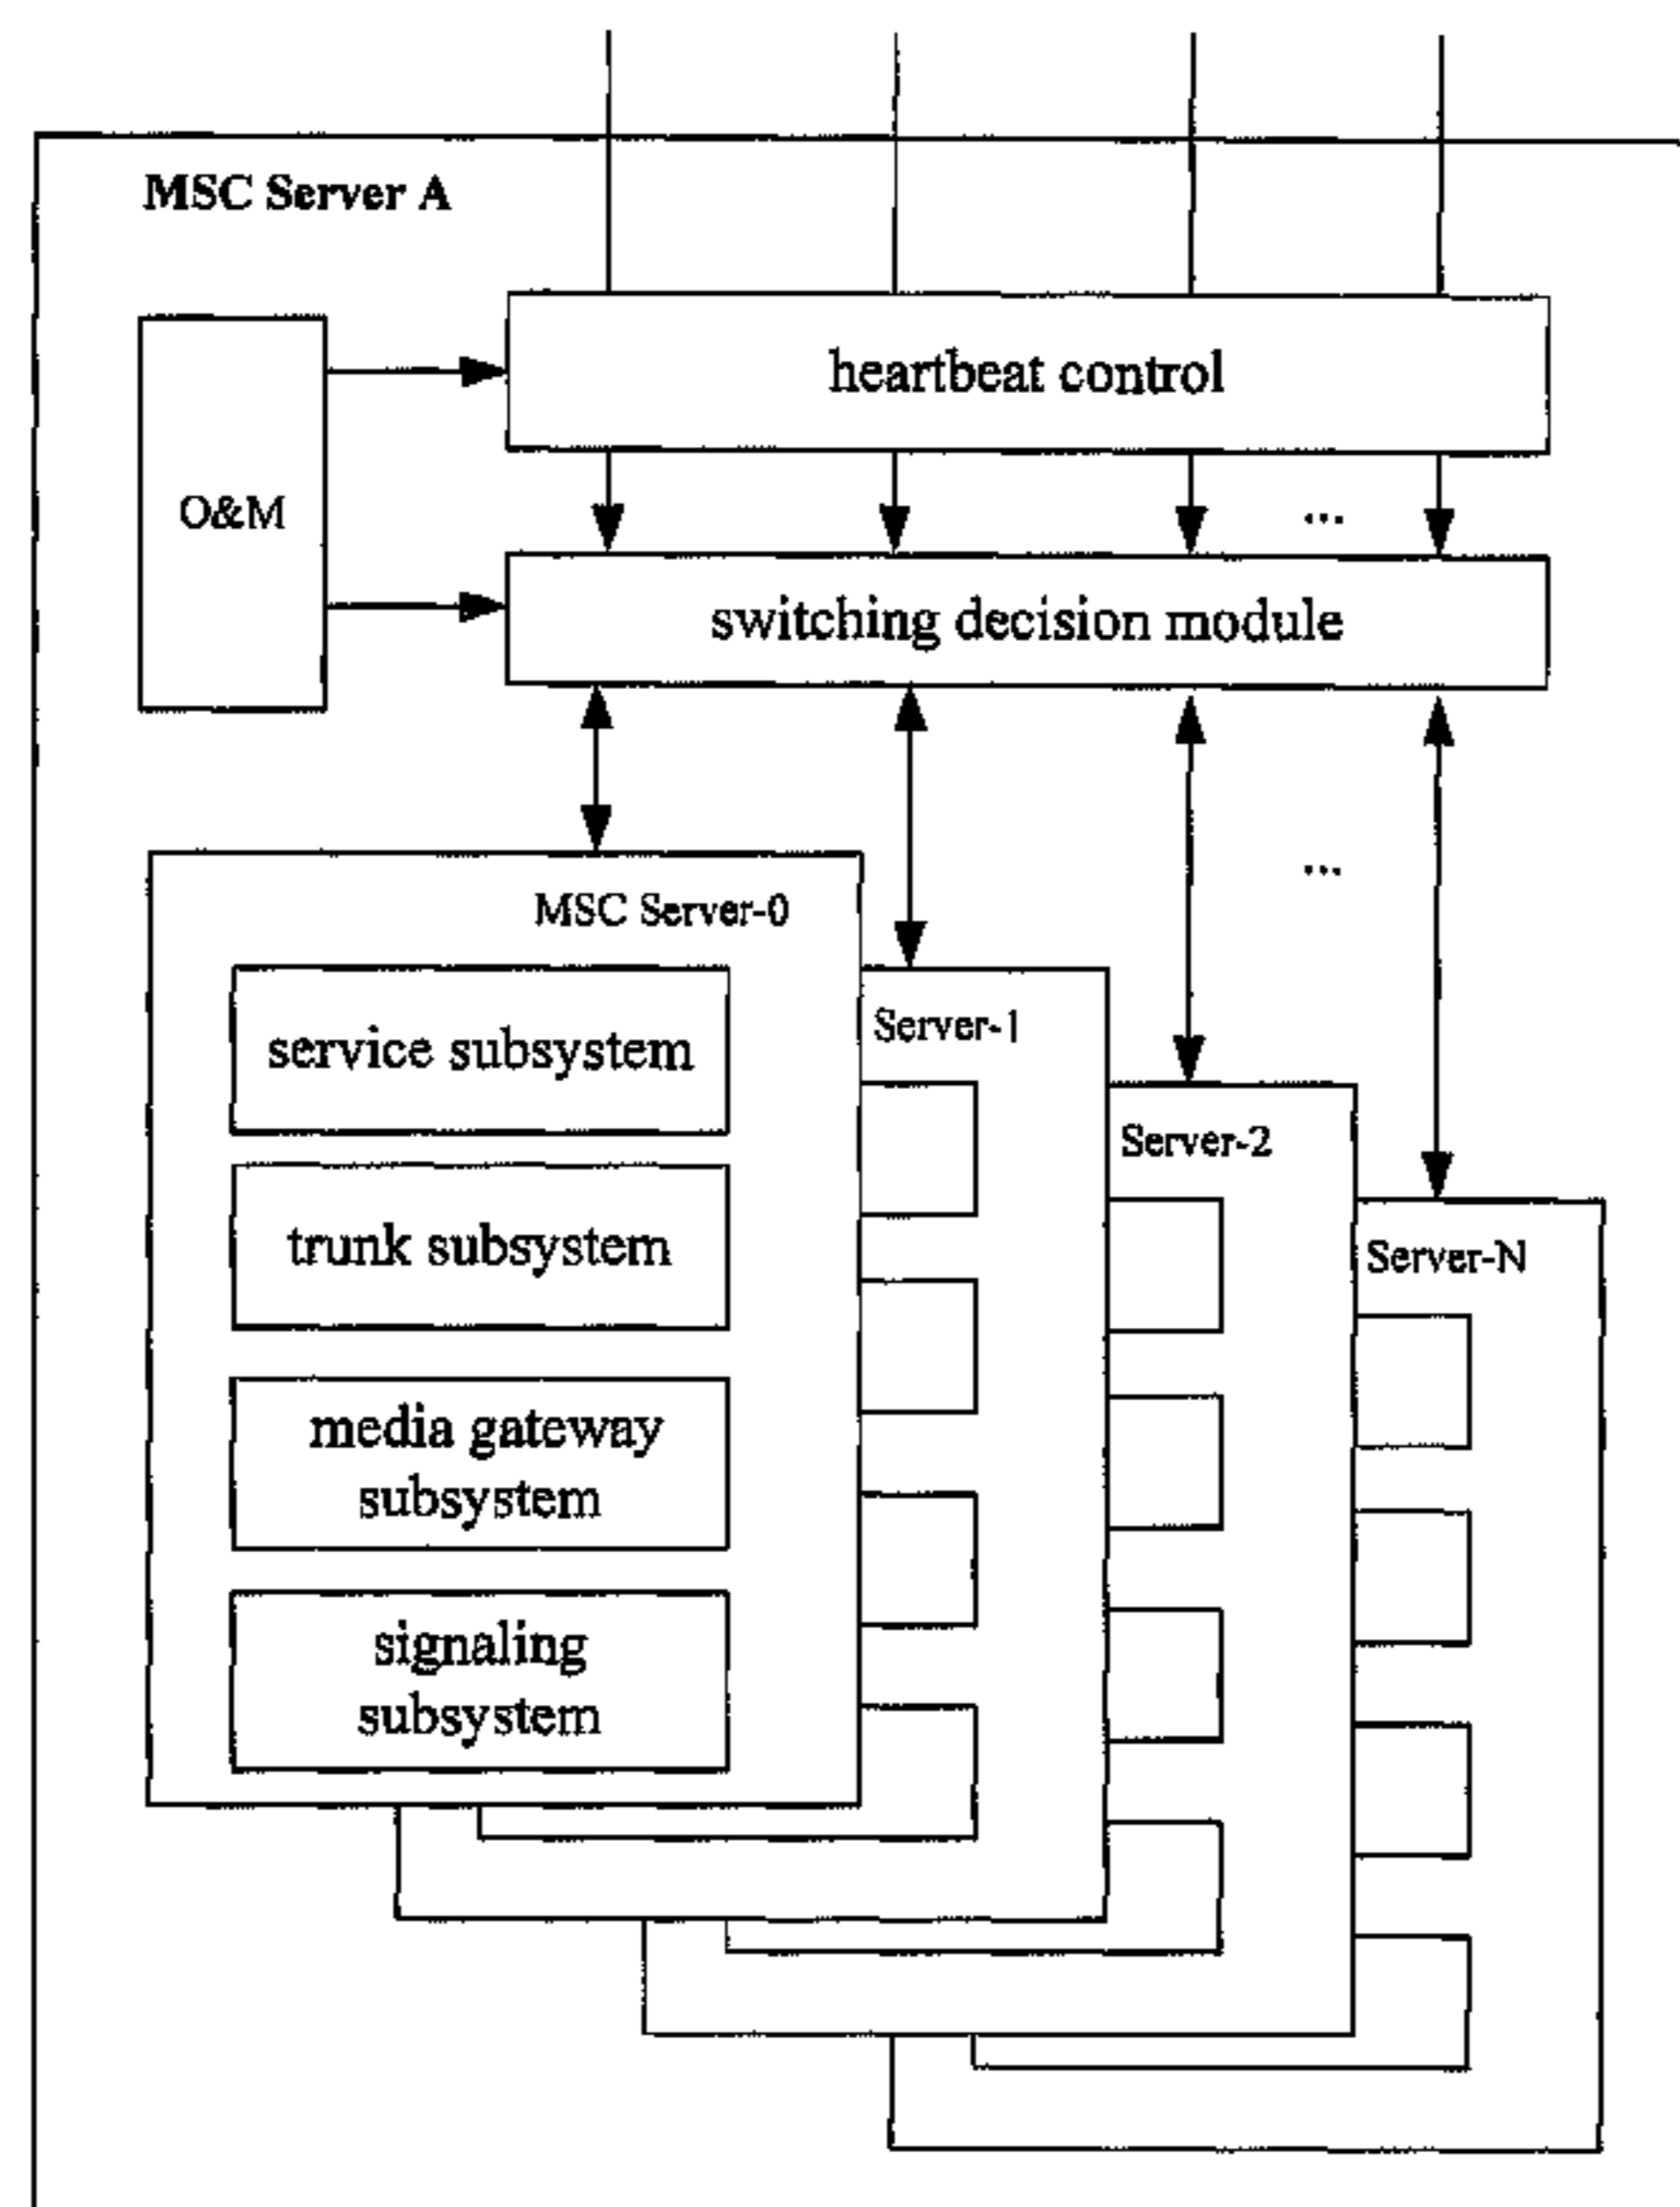 MSC Server A
heartbeat control
O&M
...
switching decision module
...
MSC Server-0
service subsystem
Server-1
trunk subsystem
Server-2
media gateway
subsystem
Server-N
signaling
subsystem